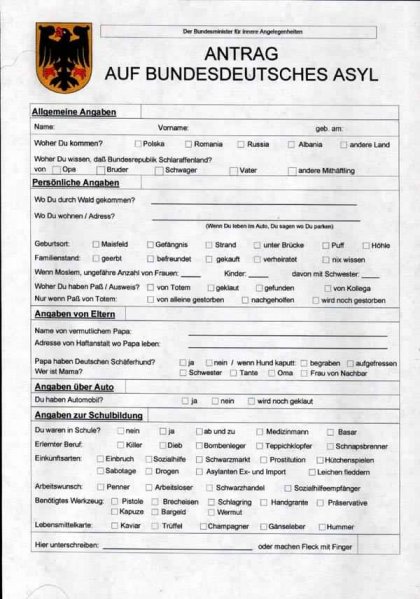 Der Bundesminister für Innere Angelegenheiten
ANTRAG
AUF BUNDESDEUTSCHES ASYL
Allgemeine Angaben
Name: Vorname: geb. am:
Woher Du kommen? Polska Romania Russia Albania andere Land
Woher Du wissen, daß Bundesrepublik Schlaraffenland?
von Opa Bruder Schwager Vater andere Mithäftling
Persönliche Angaben
Wo Du durch Wald gekommen?
Wo Du wohnen / Adress?
(Wenn Du leben im Auto, Du sagen wo Du parken)
Geburtsort: Maisfeld Gefängnis Strand unter Brücke Puff Höhle
Familienstand: geerbt befreundet gekauft verheiratet nix wissen
Wenn Moslem, ungefähre Anzahl von Frauen: Kinder: davon mit Schwester:
Woher Du haben Paß / Ausweis? von Totem geklaut gefunden von Kollega
Nur wenn Paß von Totem: von alleine gestorben nachgeholfen wird noch gestorben
Angaben von Eltern
Name von vermutlichem Papa:
Adresse von Haftanstalt wo Papa leben:
Papa haben Deutschen Schäferhund? ja nein / wenn Hund kaputt: begraben aufgefressen
Wer ist Mama? Schwester Tante Oma Frau von Nachbar
Angaben über Auto
Du haben Automobil? ja nein wird noch geklaut
Angaben zur Schulbildung
Du waren in Schule? nein ja ab und zu Medizinmann Basar
Erlernter Beruf: Killer Dieb Bombenleger Teppichklopfer Schnapsbrenner
Einkunftsarten: Einbruch Sozialhilfe Schwarzmarkt Prostitution Hütchenspielen
Sabotage Drogen Asylanten Ex- und Import Leichen fleddern
Arbeitswunsch: Penner Arbeitsloser Schwarzhandel Sozialhilfeempfänger
Benötigtes Werkzeug: Pistole Brecheisen Schlagring Handgrante Präservative
Kapuze Bargeld Wermut
Lebensmittelkarte: Kaviar Trüffel Champagner Gänseleber Hummer
Hier unterschreiben: oder machen Fleck mit Finger